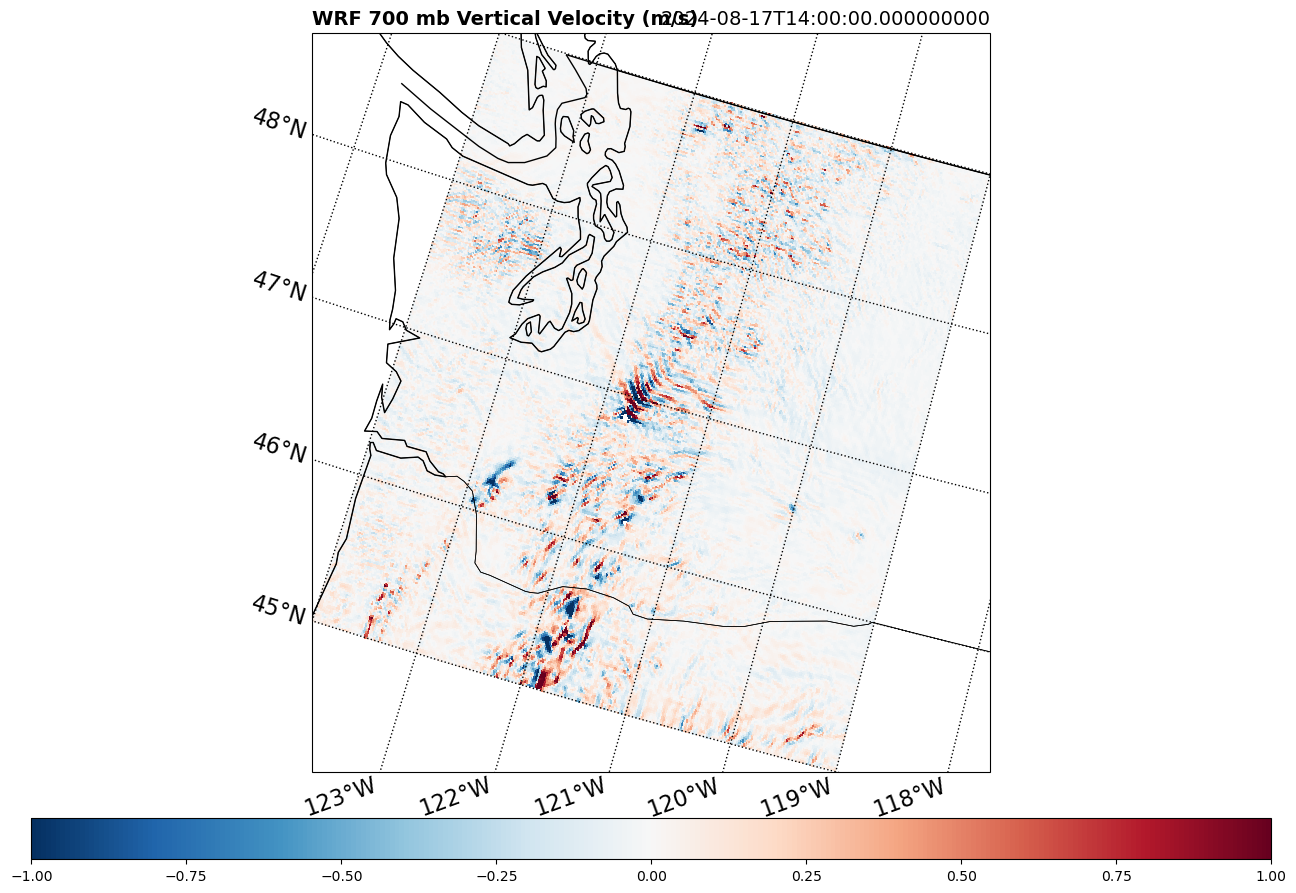 WRF 700 mb Vertical Velocity (m/s) 2024-08-17T14:00:00.000000000
48°N
47°N
46°N
45°N
123°W 122°W 121°W 120°W 119°W 118°W
−1.00 −0.75 −0.50 −0.25 0.00 0.25 0.50 0.75 1.00